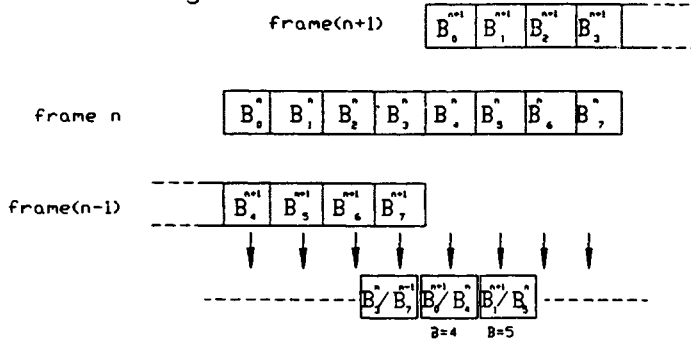 frame(n+1) B₀ⁿ⁺¹ B₁ⁿ⁺¹ B₂ⁿ⁺¹ B₃ⁿ⁺¹
frame n B₀ⁿ B₁ⁿ B₂ⁿ B₃ⁿ B₄ⁿ B₅ⁿ B₆ⁿ B₇ⁿ
frame(n-1) B₄ⁿ⁺¹ B₅ⁿ⁺¹ B₆ⁿ⁺¹ B₇ⁿ⁺¹
B₃ⁿ/B₇ⁿ⁻¹ B₀ⁿ⁺¹/B₄ⁿ B₁ⁿ⁺¹/B₅ⁿ
B=4 B=5